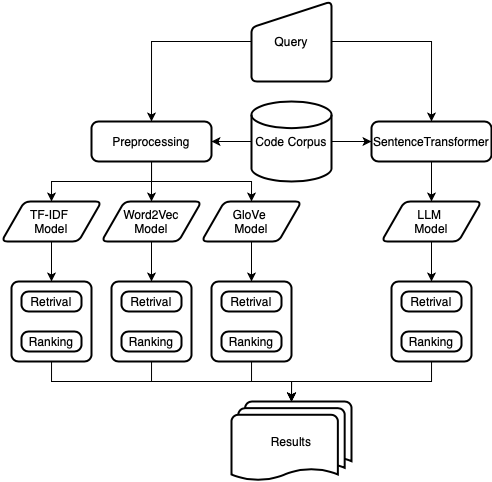 Query
Preprocessing
Code Corpus
SentenceTransformer
TF-IDF
Model
Word2Vec
Model
GloVe
Model
LLM
Model
Retrival
Retrival
Retrival
Retrival
Ranking
Ranking
Ranking
Ranking
Results